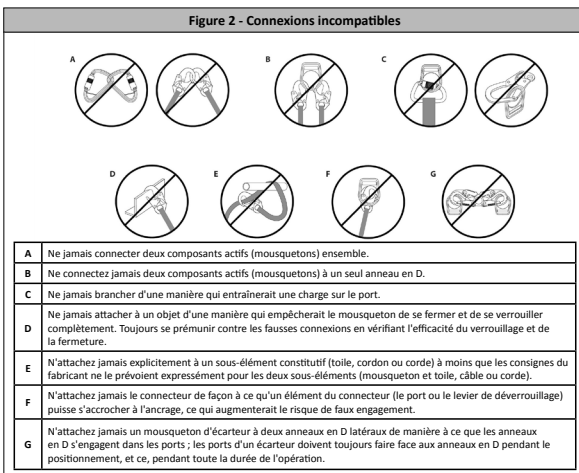 Figure 2 - Connexions incompatibles
A
B
C
D
E
F
G
A Ne jamais connecter deux composants actifs (mousquetons) ensemble.
B Ne connectez jamais deux composants actifs (mousquetons) à un seul anneau en D.
C Ne jamais brancher d'une manière qui entraînerait une charge sur le port.
D Ne jamais attacher à un objet d'une manière qui empêcherait le mousqueton de se fermer et de se verrouiller
complètement. Toujours se prémunir contre les fausses connexions en vérifiant l'efficacité du verrouillage et de
la fermeture.
E N'attachez jamais explicitement à un sous-élément constitutif (toile, cordon ou corde) à moins que les consignes du
fabricant ne le prévoient expressément pour les deux sous-éléments (mousqueton et toile, câble ou corde).
F N'attachez jamais le connecteur de façon à ce qu'un élément du connecteur (le port ou le levier de déverrouillage)
puisse s'accrocher à l'ancrage, ce qui augmenterait le risque de faux engagement.
G N'attachez jamais un mousqueton d'écarteur à deux anneaux en D latéraux de manière à ce que les anneaux
en D s'engagent dans les ports ; les ports d'un écarteur doivent toujours faire face aux anneaux en D pendant le
positionnement, et ce, pendant toute la durée de l'opération.